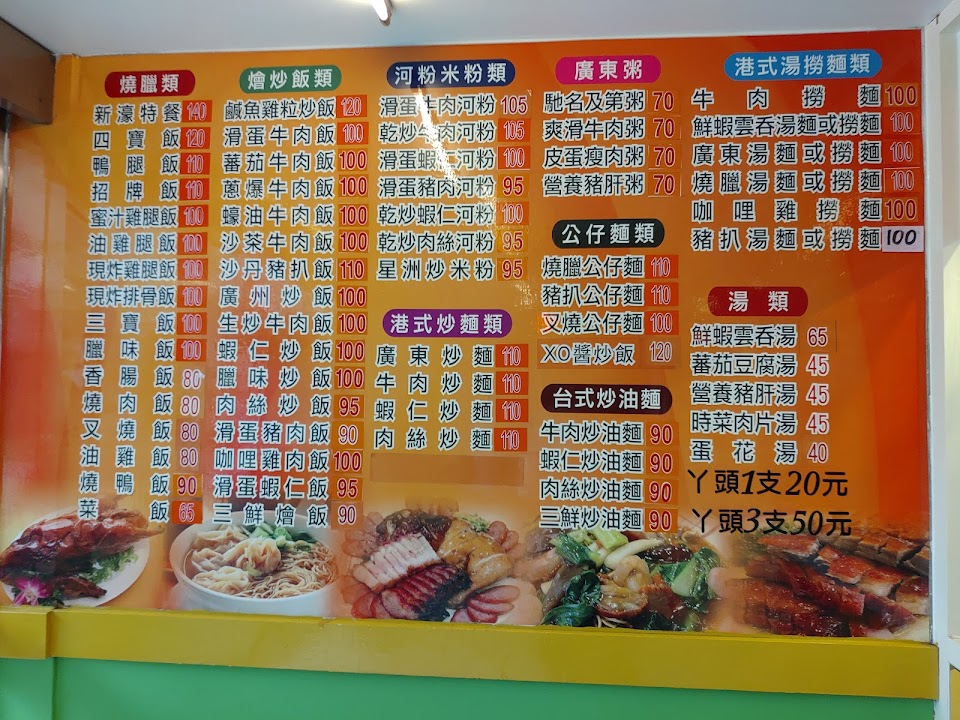 燒臘類
新濠特餐 140
四寶飯 120
鴨腿飯 110
招牌飯 110
蜜汁雞腿飯 100
油雞腿飯 100
現炸雞腿飯 100
現炸排骨飯 100
三寶飯 100
臘味飯 100
香腸飯 80
燒肉飯 80
叉燒飯 80
油雞飯 80
燒鴨飯 90
菜飯 65
燴炒飯類
鹹魚雞粒炒飯 120
滑蛋牛肉飯 100
蕃茄牛肉飯 100
蔥爆牛肉飯 100
蠔油牛肉飯 100
沙茶牛肉飯 100
沙丹豬扒飯 110
廣州炒飯 100
生炒牛肉飯 100
蝦仁炒飯 100
臘味炒飯 100
肉絲炒飯 95
滑蛋豬肉飯 90
咖哩雞肉飯 100
滑蛋蝦仁飯 95
三鮮燴飯 90
河粉米粉類
滑蛋牛肉河粉 105
乾炒牛肉河粉 105
滑蛋蝦仁河粉 100
滑蛋豬肉河粉 95
乾炒蝦仁河粉 100
乾炒肉絲河粉 95
星洲炒米粉 95
港式炒麵類
廣東炒麵 110
牛肉炒麵 110
蝦仁炒麵 110
肉絲炒麵 110
廣東粥
馳名及第粥 70
爽滑牛肉粥 70
皮蛋瘦肉粥 70
營養豬肝粥 70
公仔麵類
燒臘公仔麵 110
豬扒公仔麵 110
叉燒公仔麵 100
XO醬炒飯 120
台式炒油麵
牛肉炒油麵 90
蝦仁炒油麵 90
肉絲炒油麵 90
三鮮炒油麵 90
港式湯撈麵類
牛肉撈麵 100
鮮蝦雲吞湯麵或撈麵 100
廣東湯麵或撈麵 100
燒臘湯麵或撈麵 100
咖哩雞撈麵 100
豬扒湯麵或撈麵 100
湯類
鮮蝦雲吞湯 65
蕃茄豆腐湯 45
營養豬肝湯 45
時菜肉片湯 45
蛋花湯 40
丫頭1支20元
丫頭3支50元